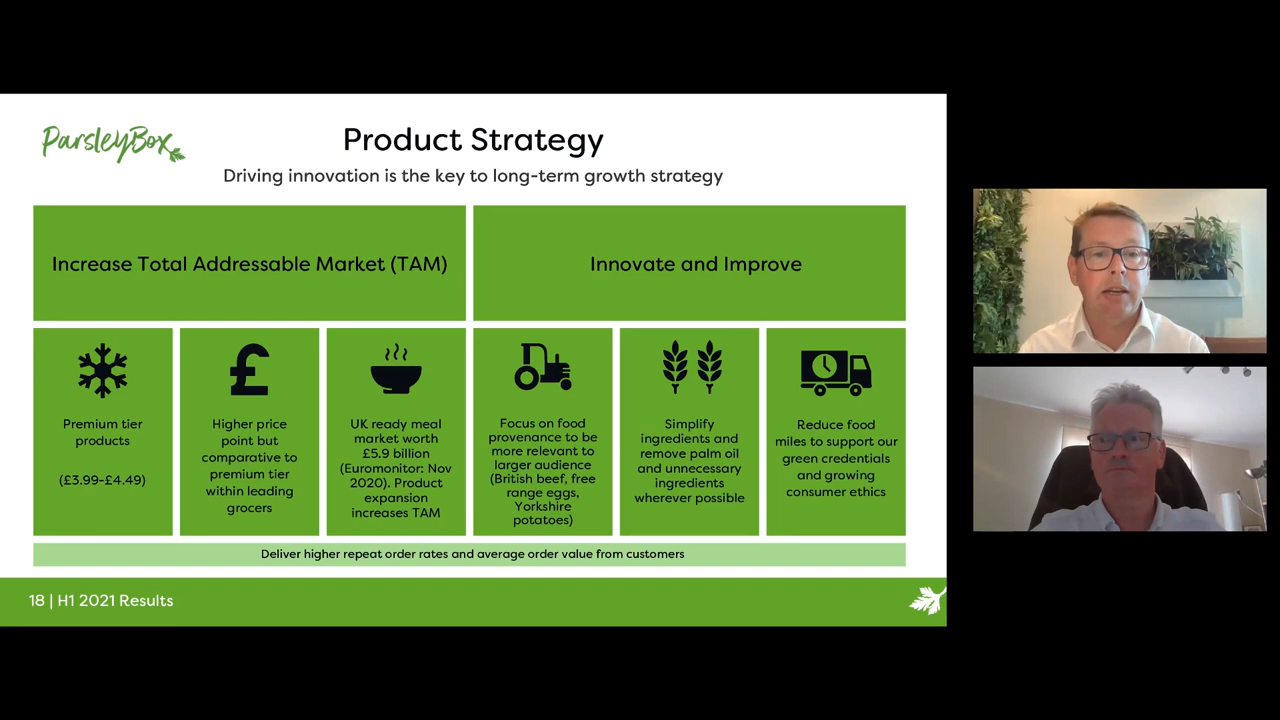 ParsleyBox
Product Strategy
Driving innovation is the key to long-term growth strategy
Increase Total Addressable Market (TAM)
Innovate and Improve
Premium tier
products
(£3.99-£4.49)
Higher price
point but
comparative to
premium tier
within leading
grocers
UK ready meal
market worth
£5.9 billion
(Euromonitor: Nov
2020). Product
expansion
increases TAM
Focus on food
provenance to be
more relevant to
larger audience
(British beef, free
range eggs,
Yorkshire
potatoes)
Simplify
ingredients and
remove palm oil
and unnecessary
ingredients
wherever possible
Reduce food
miles to support our
green credentials
and growing
consumer ethics
Deliver higher repeat order rates and average order value from customers
18 | H1 2021 Results